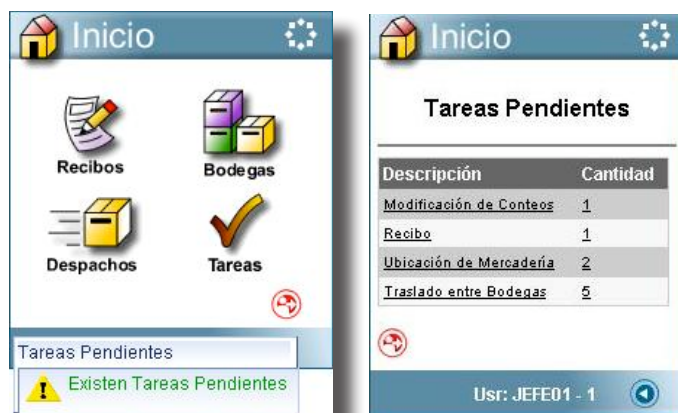 Inicio
Recibos
Bodegas
Despachos
Tareas
Tareas Pendientes
Existen Tareas Pendientes
Inicio
Tareas Pendientes
Descripción Cantidad
Modificación de Conteos 1
Recibo 1
Ubicación de Mercadería 2
Traslado entre Bodegas 5
Usr: JEFE01 - 1